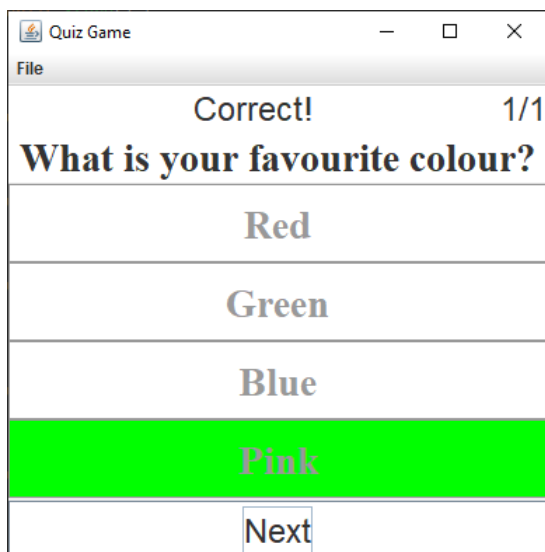 Quiz Game
File
Correct! 1/1
What is your favourite colour?
Red
Green
Blue
Pink
Next